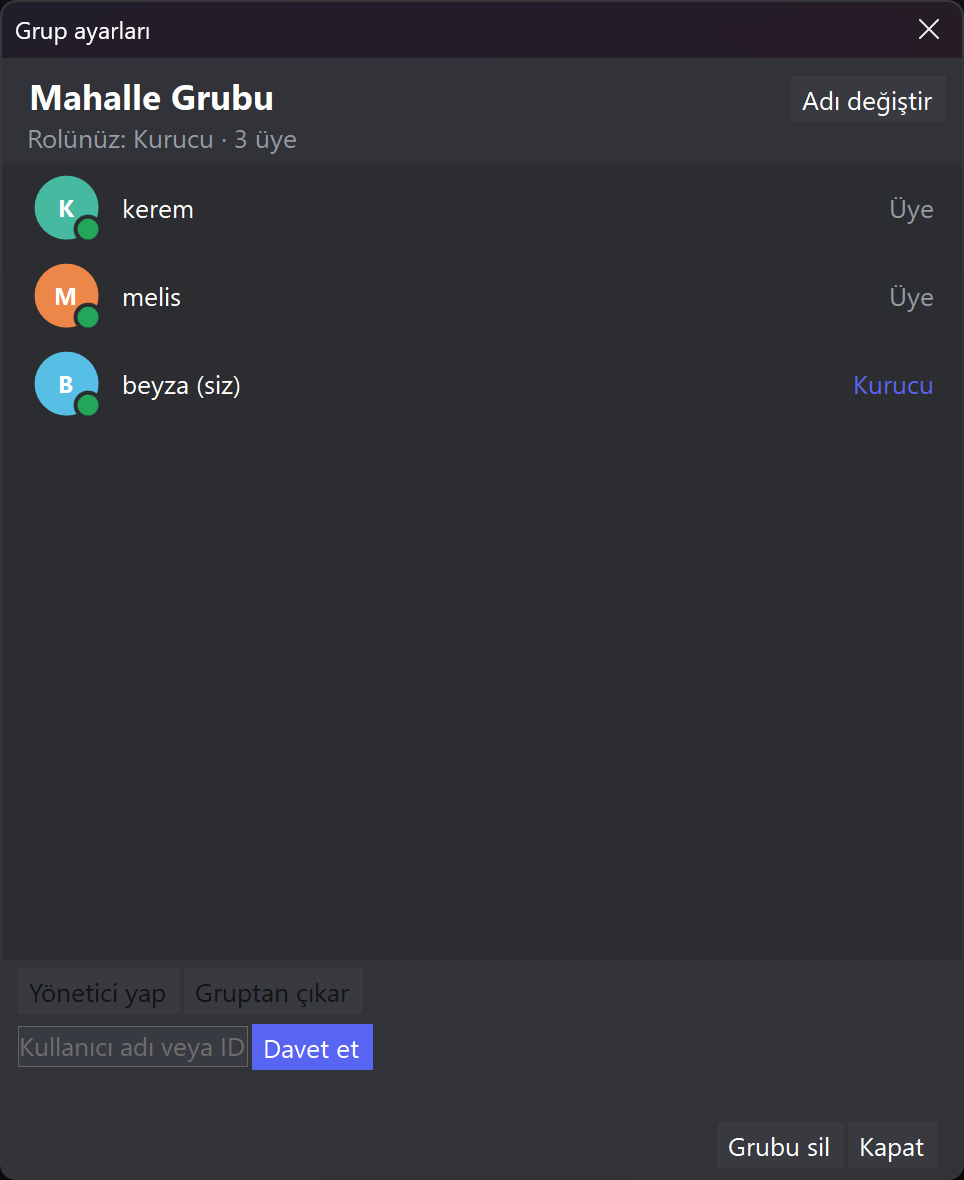 Grup ayarları
Mahalle Grubu
Adı değiştir
Rolünüz: Kurucu · 3 üye
K kerem Üye
M melis Üye
B beyza (siz) Kurucu
Yönetici yap Gruptan çıkar
Kullanıcı adı veya ID Davet et
Grubu sil Kapat